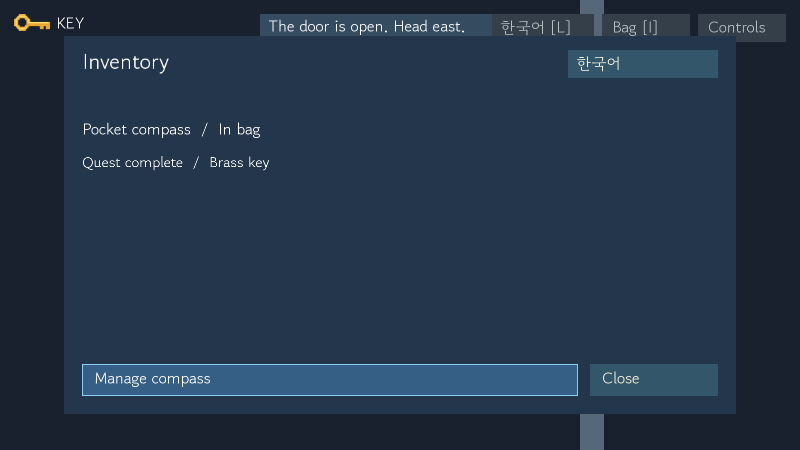 KEY
The door is open. Head east.
한국어 [L]
Bag [I]
Controls
Inventory
한국어
Pocket compass / In bag
Quest complete / Brass key
Manage compass
Close